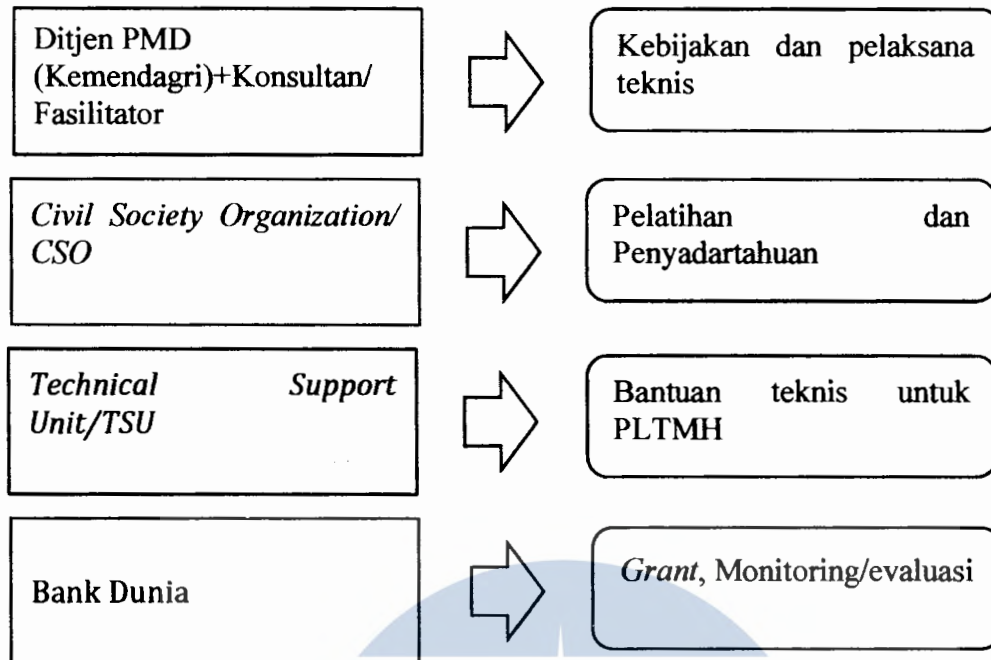 Ditjen PMD
(Kemendagri)+Konsultan/
Fasilitator
Kebijakan dan pelaksana
teknis
Civil Society Organization/
CSO
Pelatihan dan
Penyadartahuan
Technical Support
Unit/TSU
Bantuan teknis untuk
PLTMH
Bank Dunia
Grant, Monitoring/evaluasi